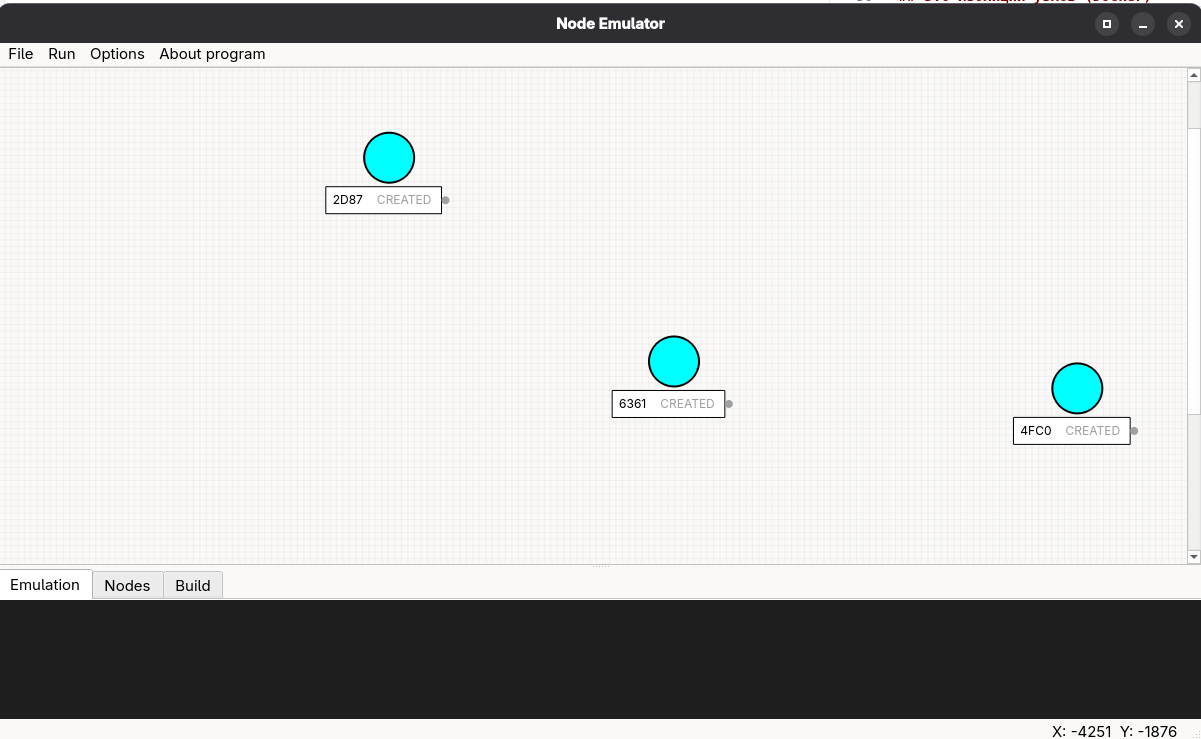 Node Emulator
File Run Options About program
2D87 CREATED
6361 CREATED
4FC0 CREATED
Emulation Nodes Build
X: -4251 Y: -1876